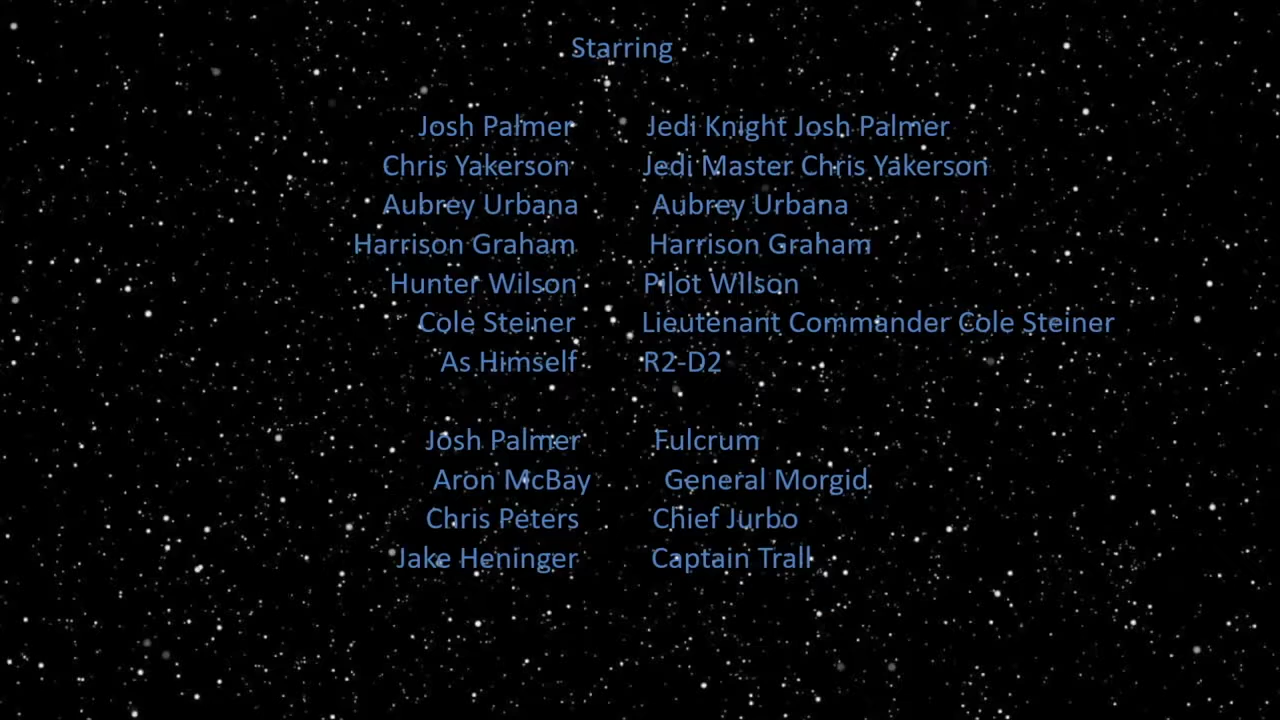 Starring
Josh Palmer Jedi Knight Josh Palmer
Chris Yakerson Jedi Master Chris Yakerson
Aubrey Urbana Aubrey Urbana
Harrison Graham Harrison Graham
Hunter Wilson Pilot WIlson
Cole Steiner Lieutenant Commander Cole Steiner
As Himself R2-D2
Josh Palmer Fulcrum
Aron McBay General Morgid
Chris Peters Chief Jurbo
Jake Heninger Captain Trall